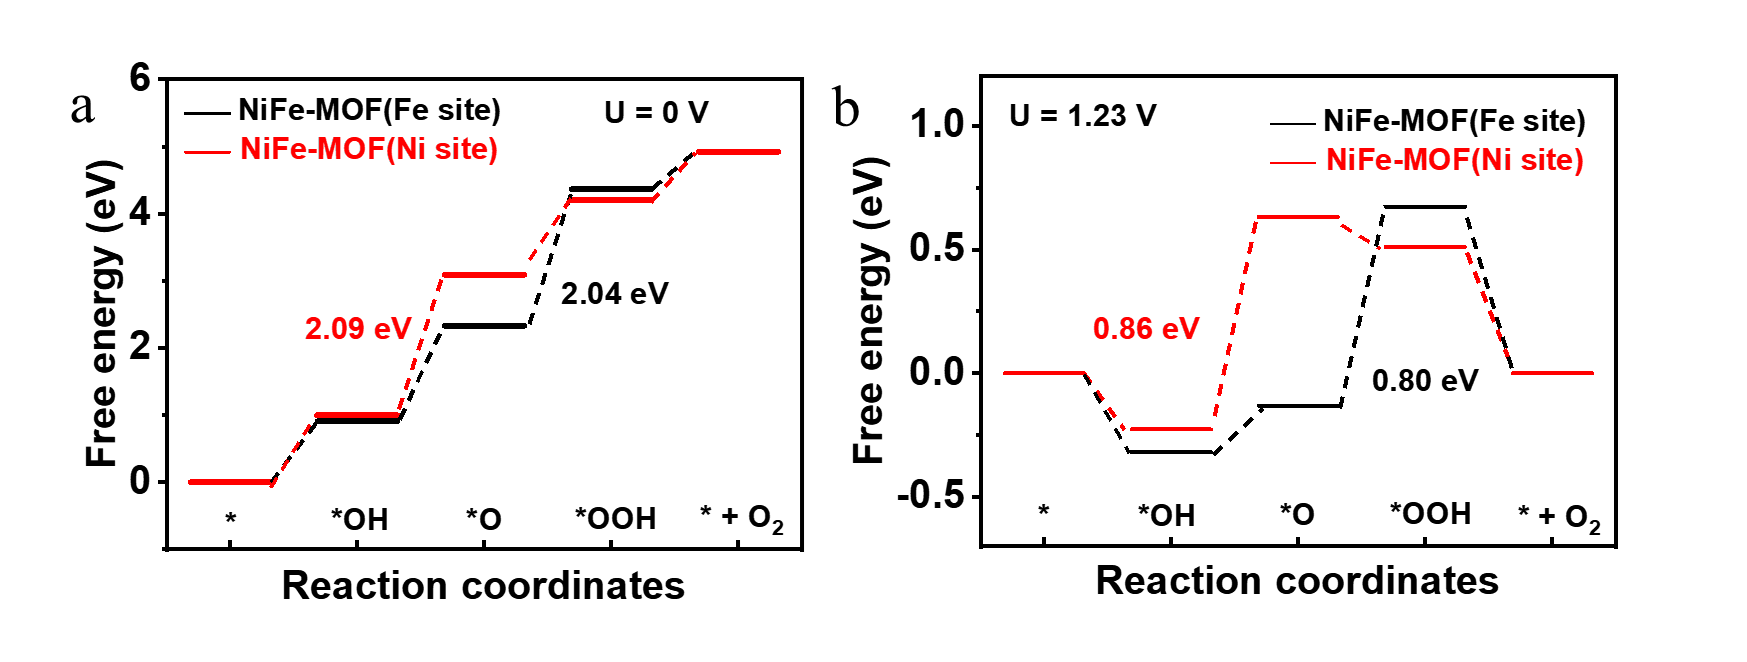 a
6
4
2
0
Free energy (eV)
NiFe-MOF(Fe site)
NiFe-MOF(Ni site)
U = 0 V
2.09 eV
2.04 eV
* *OH *O *OOH * + O₂
Reaction coordinates
b
1.0
0.5
0.0
-0.5
Free energy (eV)
U = 1.23 V
NiFe-MOF(Fe site)
NiFe-MOF(Ni site)
0.86 eV
0.80 eV
* *OH *O *OOH * + O₂
Reaction coordinates